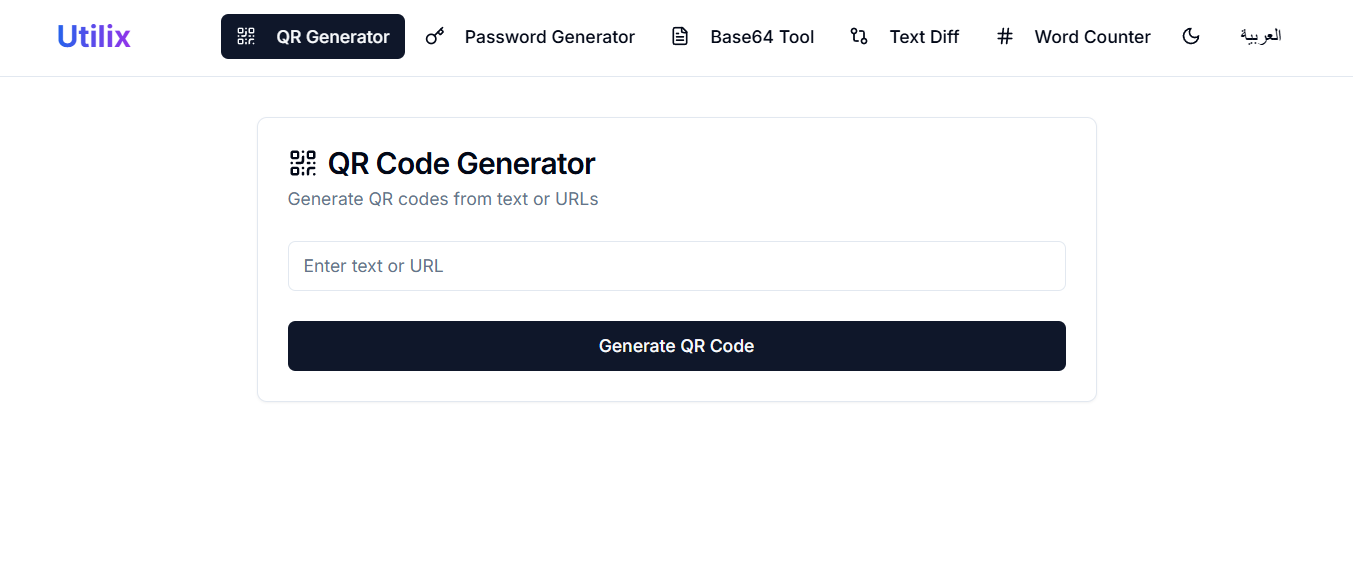 Utilix
QR Generator
Password Generator
Base64 Tool
Text Diff
Word Counter
العربية
QR Code Generator
Generate QR codes from text or URLs
Enter text or URL
Generate QR Code